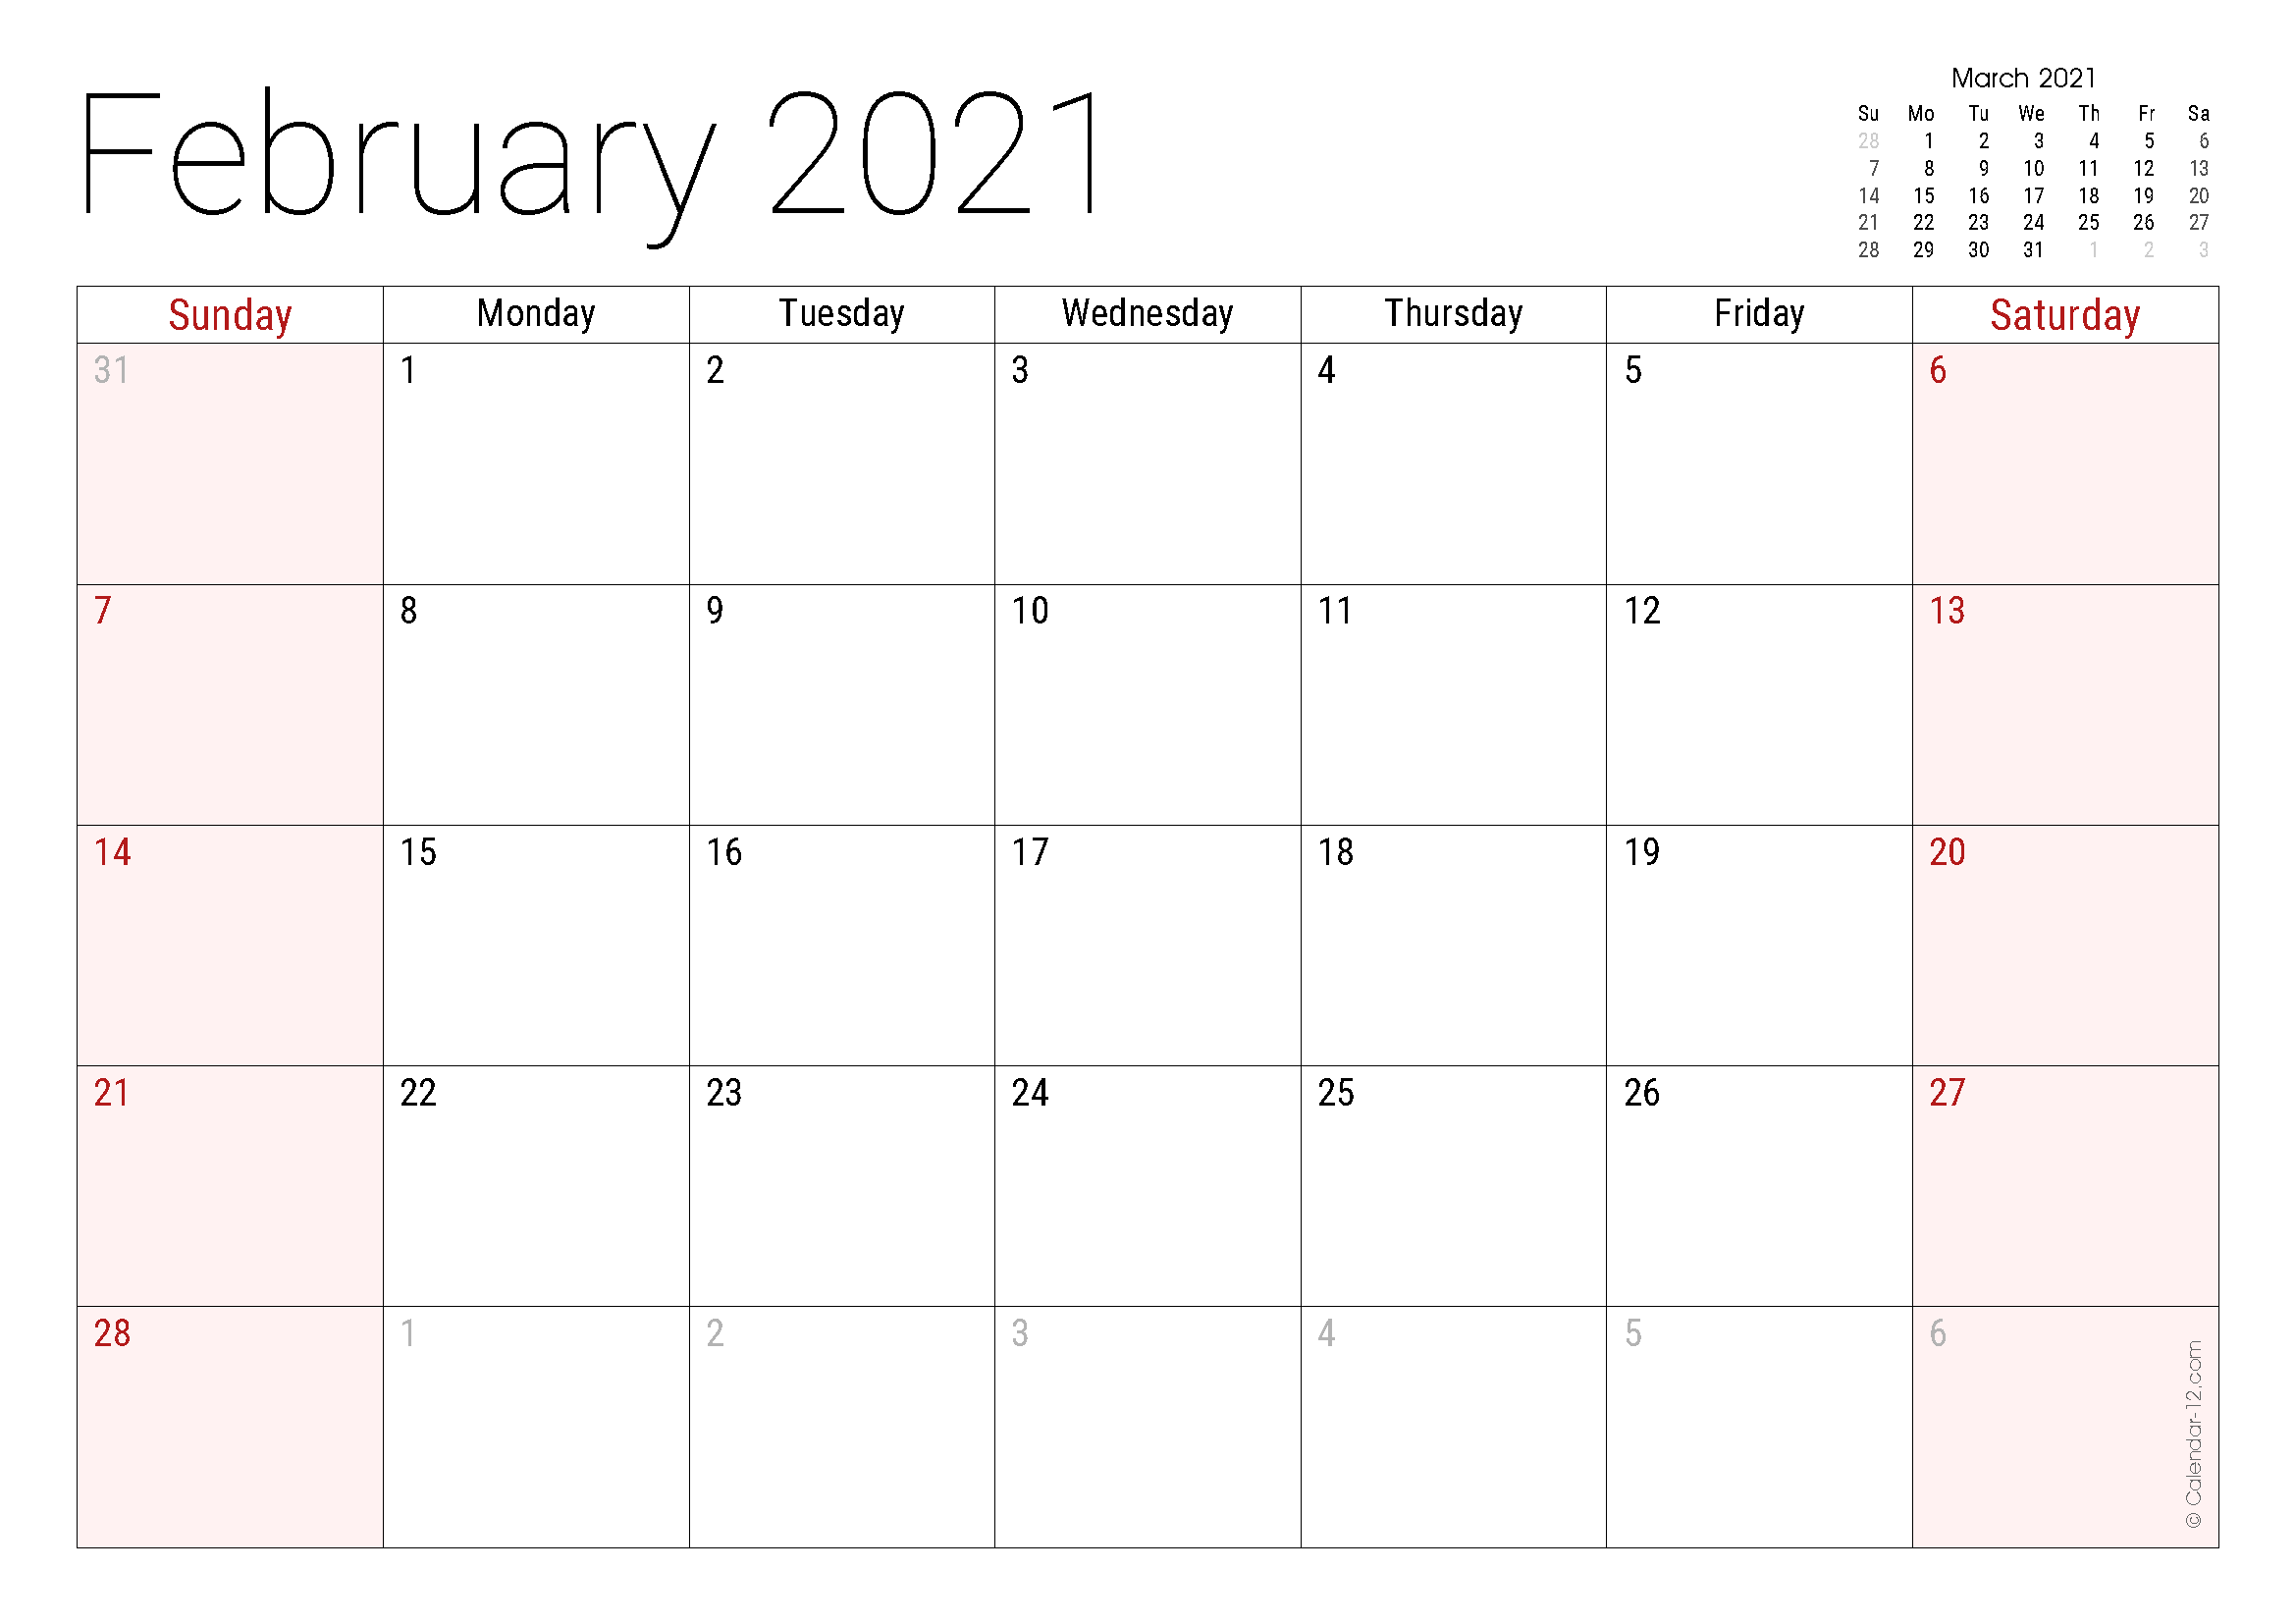 February 2021
March 2021
Su Mo Tu We Th Fr Sa
28 1 2 3 4 5 6
7 8 9 10 11 12 13
14 15 16 17 18 19 20
21 22 23 24 25 26 27
28 29 30 31 1 2 3
Sunday Monday Tuesday Wednesday Thursday Friday Saturday
31 1 2 3 4 5 6
7 8 9 10 11 12 13
14 15 16 17 18 19 20
21 22 23 24 25 26 27
28 1 2 3 4 5 6
© Calendar-12.com